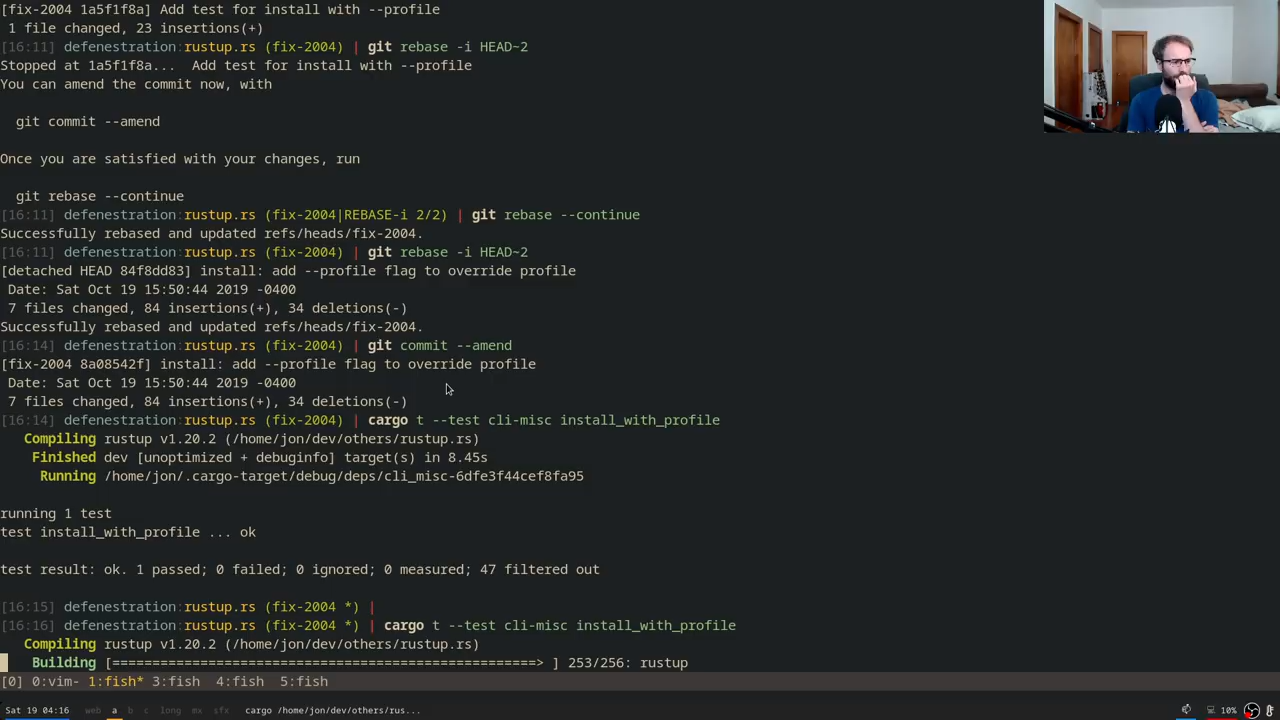 [fix-2004 1a5f1f8a] Add test for install with --profile
 1 file changed, 23 insertions(+)
[16:11] defenestration:rustup.rs (fix-2004) | git rebase -i HEAD~2
Stopped at 1a5f1f8a...  Add test for install with --profile
You can amend the commit now, with
  git commit --amend
Once you are satisfied with your changes, run
  git rebase --continue
[16:11] defenestration:rustup.rs (fix-2004|REBASE-i 2/2) | git rebase --continue
Successfully rebased and updated refs/heads/fix-2004.
[16:11] defenestration:rustup.rs (fix-2004) | git rebase -i HEAD~2
[detached HEAD 84f8dd83] install: add --profile flag to override profile
 Date: Sat Oct 19 15:50:44 2019 -0400
 7 files changed, 84 insertions(+), 34 deletions(-)
Successfully rebased and updated refs/heads/fix-2004.
[16:14] defenestration:rustup.rs (fix-2004) | git commit --amend
[fix-2004 8a08542f] install: add --profile flag to override profile
 Date: Sat Oct 19 15:50:44 2019 -0400
 7 files changed, 84 insertions(+), 34 deletions(-)
[16:14] defenestration:rustup.rs (fix-2004) | cargo t --test cli-misc install_with_profile
   Compiling rustup v1.20.2 (/home/jon/dev/others/rustup.rs)
    Finished dev [unoptimized + debuginfo] target(s) in 8.45s
     Running /home/jon/.cargo-target/debug/deps/cli_misc-6dfe3f44cef8fa95
running 1 test
test install_with_profile ... ok
test result: ok. 1 passed; 0 failed; 0 ignored; 0 measured; 47 filtered out
[16:15] defenestration:rustup.rs (fix-2004 *) |
[16:16] defenestration:rustup.rs (fix-2004 *) | cargo t --test cli-misc install_with_profile
   Compiling rustup v1.20.2 (/home/jon/dev/others/rustup.rs)
    Building [=====================================================> ] 253/256: rustup
[0] 0:vim- 1:fish* 3:fish  4:fish  5:fish
Sat 19 04:16 web a b c long mx sfx cargo /home/jon/dev/others/rus... 10%